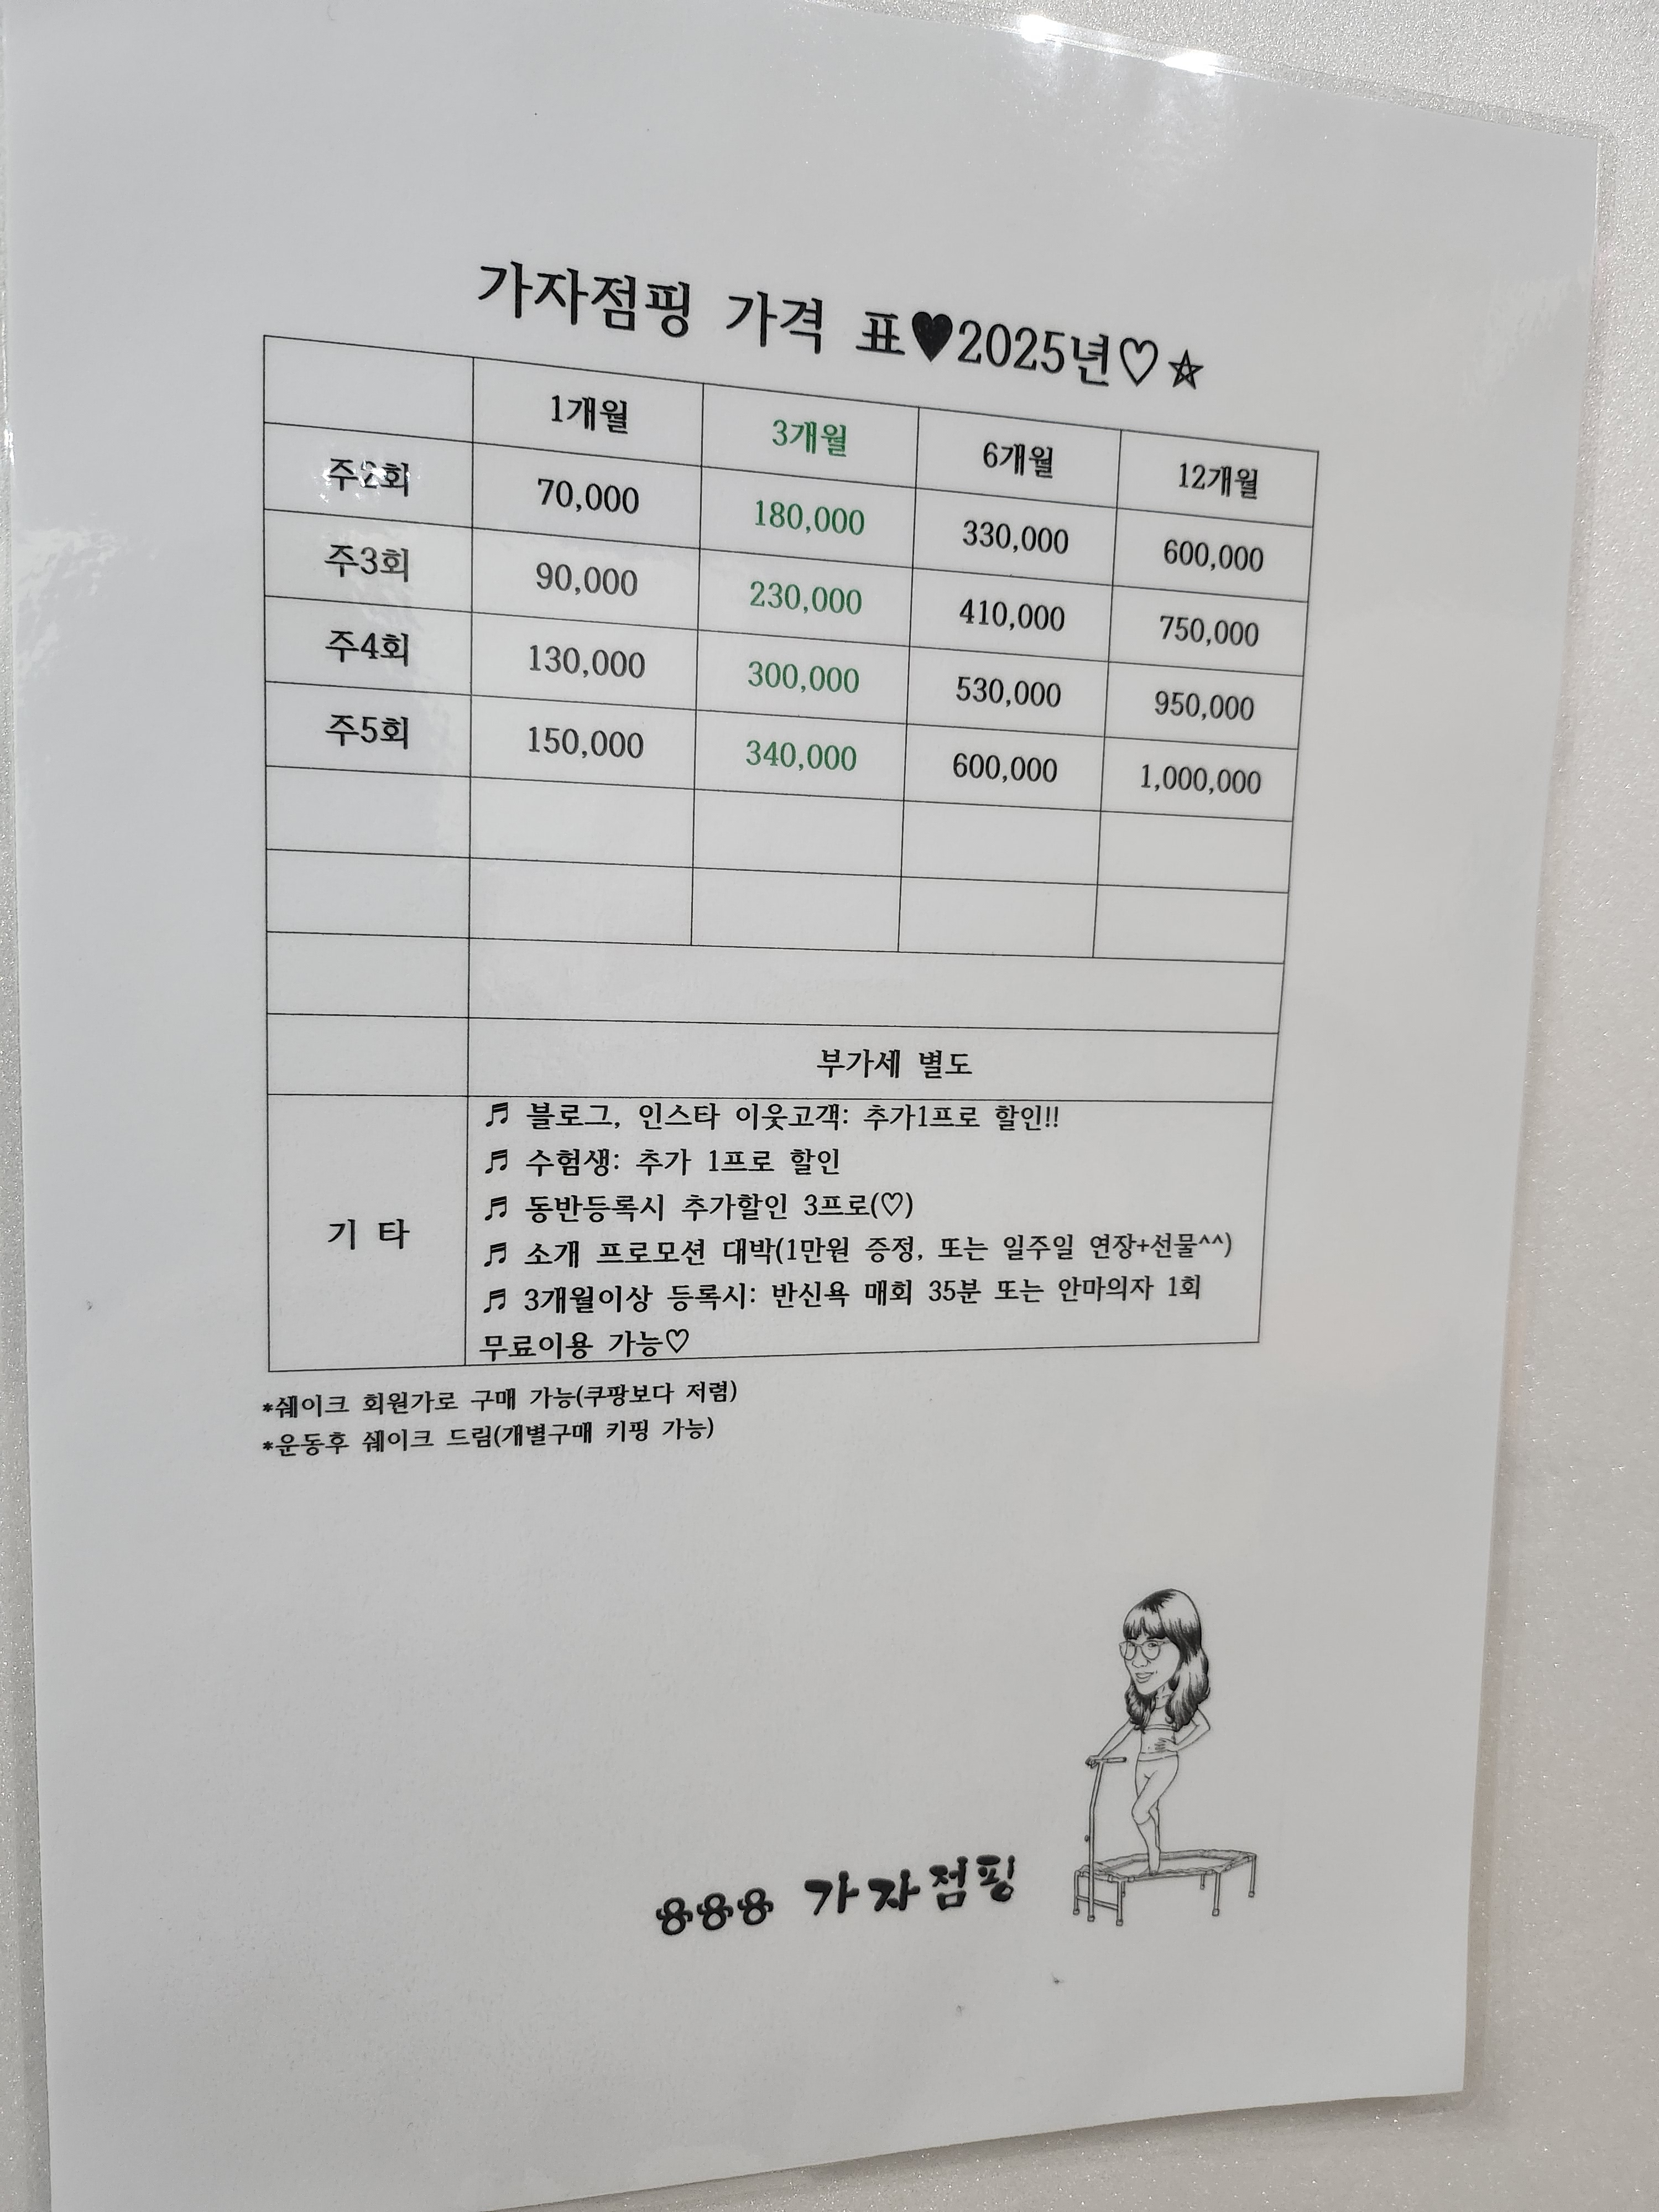 가자점핑 가격 표♥2025년♡☆
1개월 3개월 6개월 12개월
주2회 70,000 180,000 330,000 600,000
주3회 90,000 230,000 410,000 750,000
주4회 130,000 300,000 530,000 950,000
주5회 150,000 340,000 600,000 1,000,000
부가세 별도
기 타
♬ 블로그, 인스타 이웃고객: 추가1프로 할인!!
♬ 수험생: 추가 1프로 할인
♬ 동반등록시 추가할인 3프로(♡)
♬ 소개 프로모션 대박(1만원 증정, 또는 일주일 연장+선물^^)
♬ 3개월이상 등록시: 반신욕 매회 35분 또는 안마의자 1회
무료이용 가능♡
*쉐이크 회원가로 구매 가능(쿠팡보다 저렴)
*운동후 쉐이크 드림(개별구매 키핑 가능)
888 가자점핑